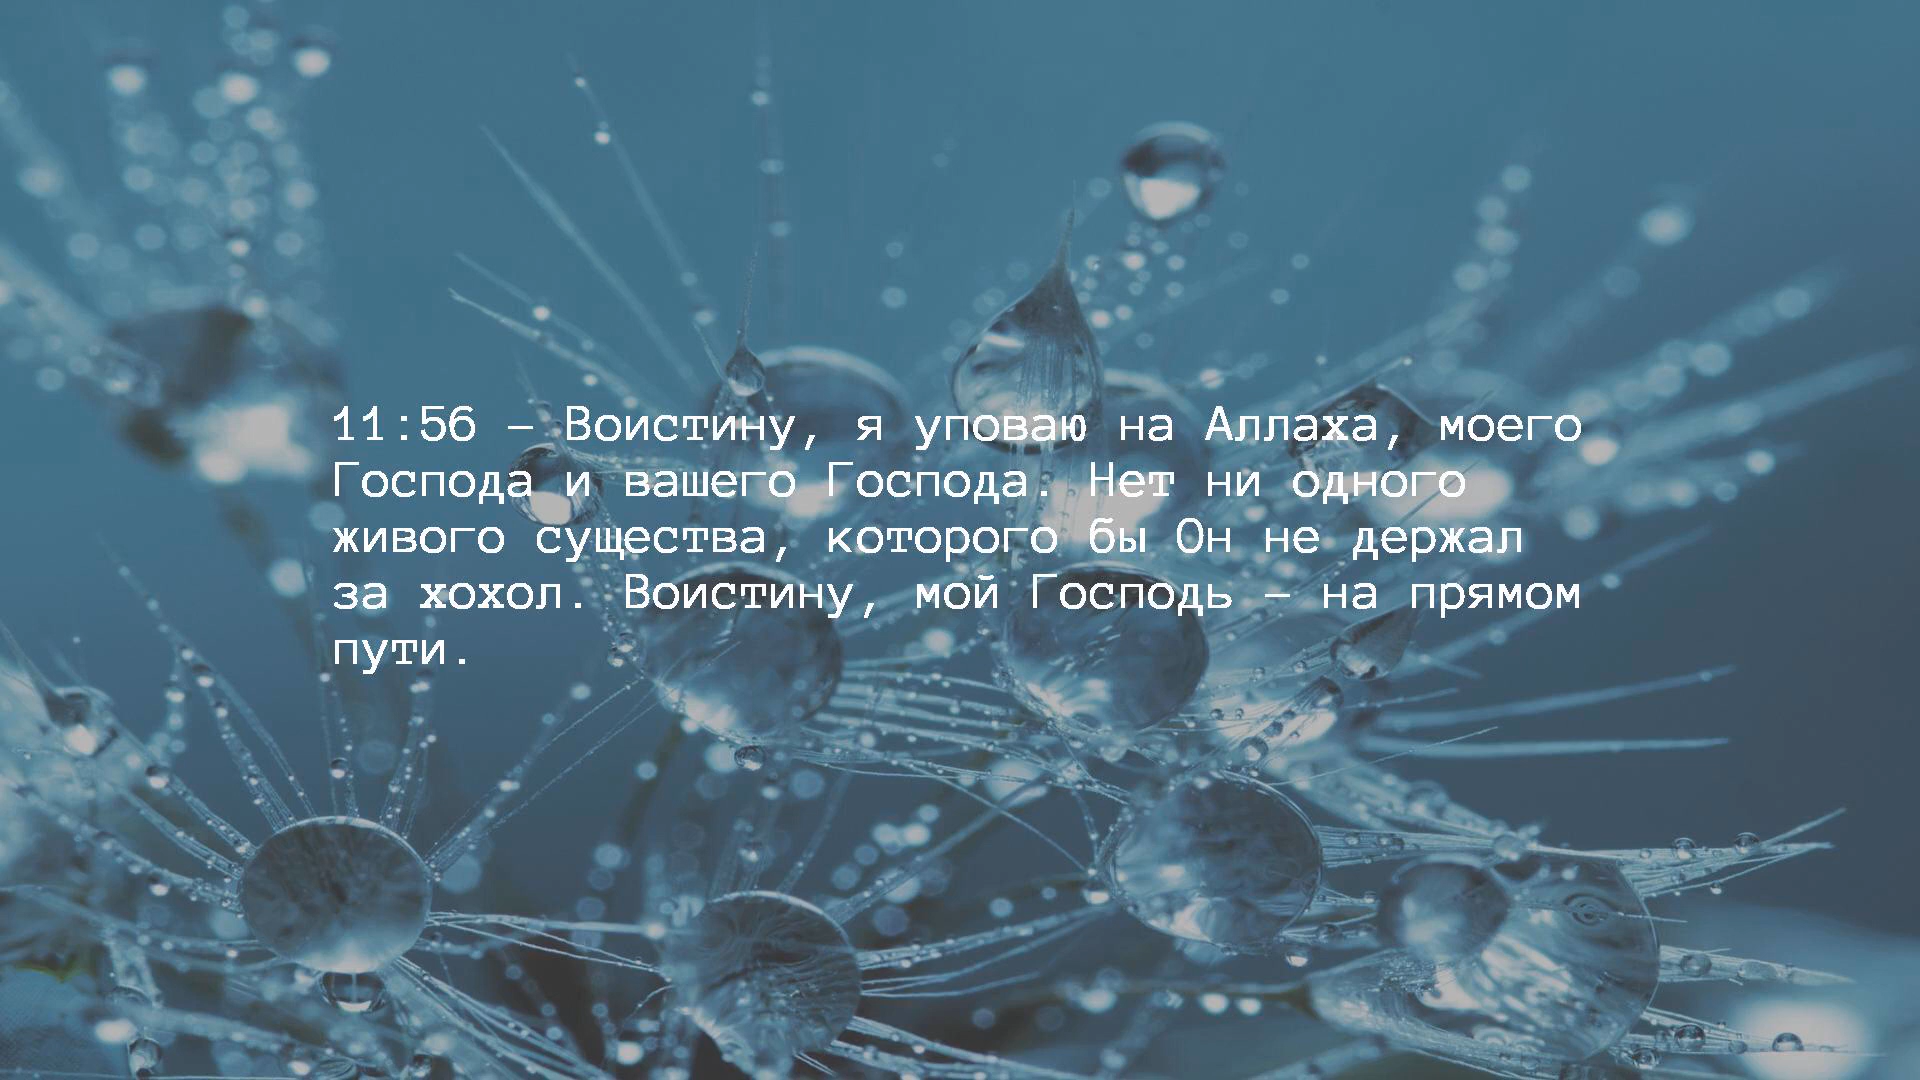 11:56 – Воистину, я уповаю на Аллаха, моего
Господа и вашего Господа. Нет ни одного
живого существа, которого бы Он не держал
за хохол. Воистину, мой Господь – на прямом
пути.